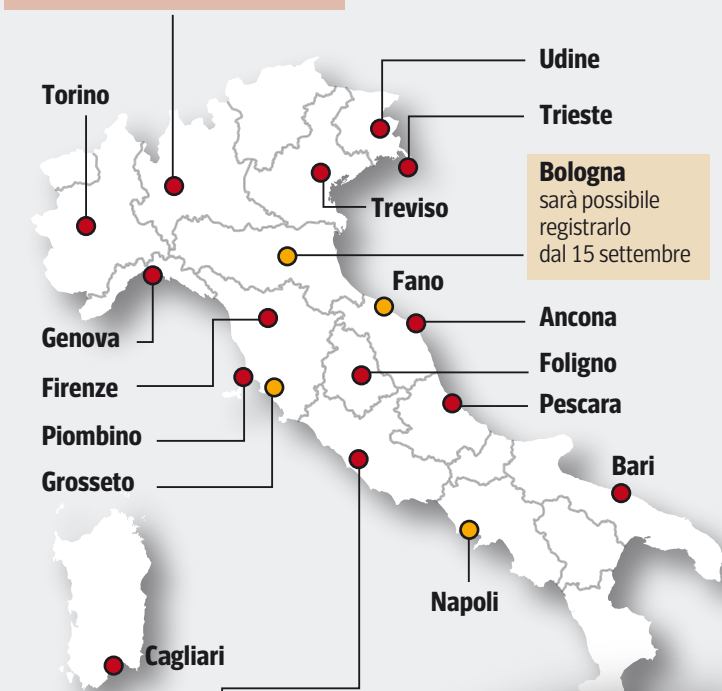 Udine
Torino
Trieste
Bologna
sarà possibile
registrarlo
dal 15 settembre
Treviso
Fano
Ancona
Genova
Foligno
Firenze
Pescara
Piombino
Grosseto
Bari
Napoli
Cagliari